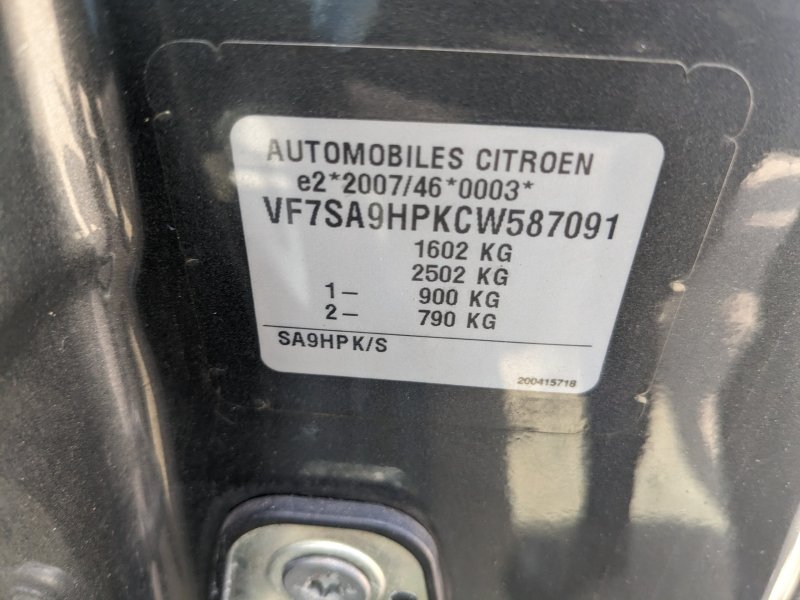 AUTOMOBILES CITROEN
e2*2007/46*0003*
VF7SA9HPKCW587091
1602 KG
2502 KG
1– 900 KG
2– 790 KG
SA9HPK/S
200415718